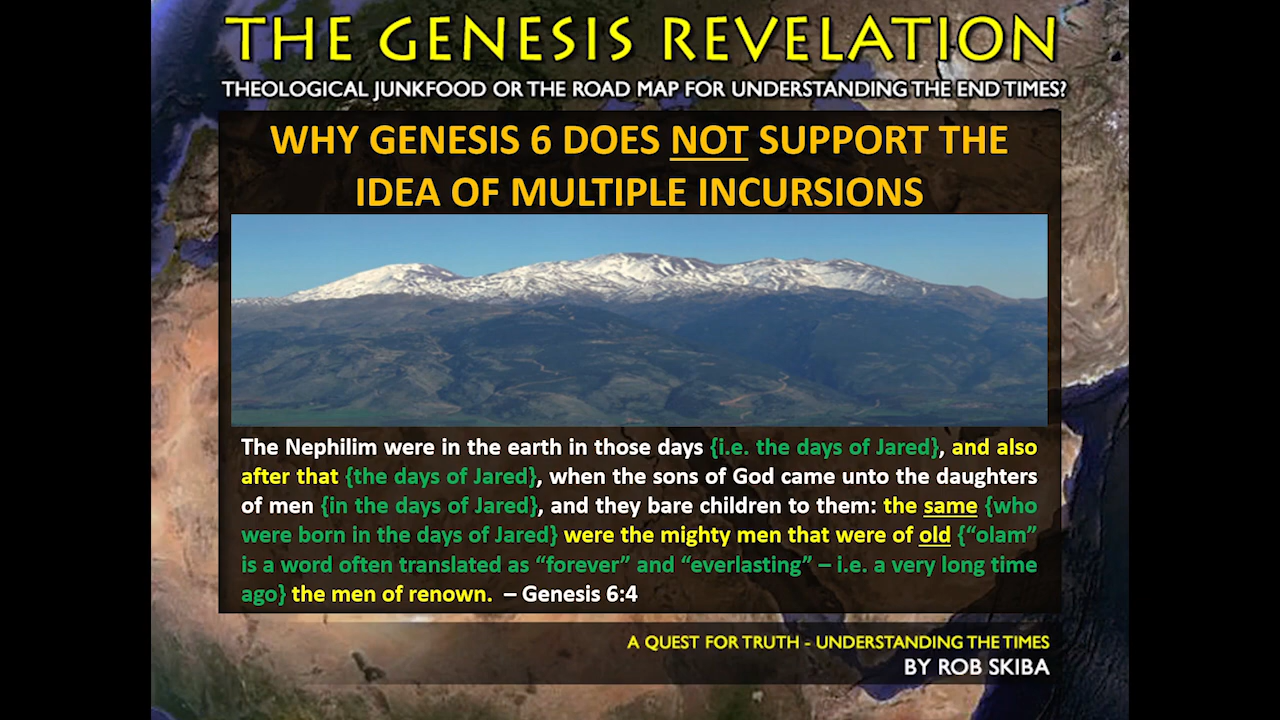 THE GENESIS REVELATION
THEOLOGICAL JUNKFOOD OR THE ROAD MAP FOR UNDERSTANDING THE END TIMES?
WHY GENESIS 6 DOES NOT SUPPORT THE
IDEA OF MULTIPLE INCURSIONS
The Nephilim were in the earth in those days {i.e. the days of Jared}, and also
after that {the days of Jared}, when the sons of God came unto the daughters
of men {in the days of Jared}, and they bare children to them: the same {who
were born in the days of Jared} were the mighty men that were of old {“olam”
is a word often translated as “forever” and “everlasting” – i.e. a very long time
ago} the men of renown. – Genesis 6:4
A QUEST FOR TRUTH - UNDERSTANDING THE TIMES
BY ROB SKIBA